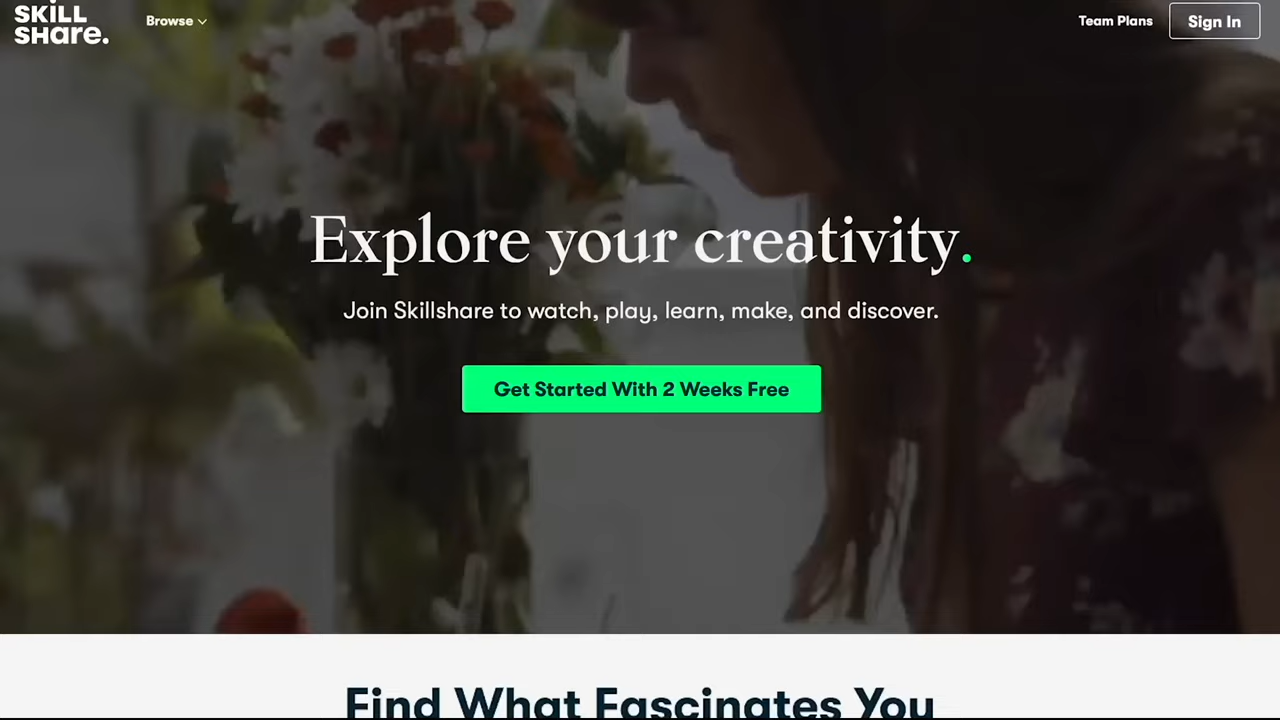 SKILL
SHare.
Browse
Team Plans
Sign In
Explore your creativity.
Join Skillshare to watch, play, learn, make, and discover.
Get Started With 2 Weeks Free
Find What Fascinates You